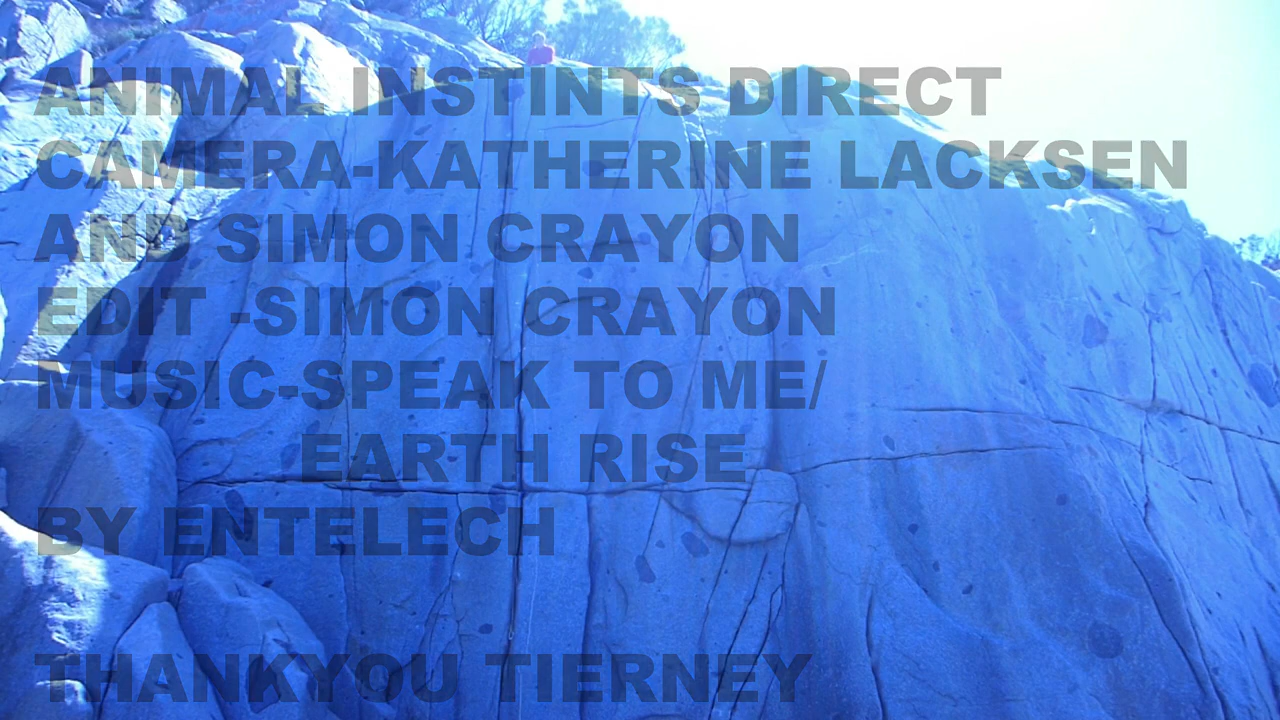 ANIMAL INSTINTS DIRECT
CAMERA-KATHERINE LACKSEN
AND SIMON CRAYON
EDIT -SIMON CRAYON
MUSIC-SPEAK TO ME/
EARTH RISE
BY ENTELECH
THANKYOU TIERNEY